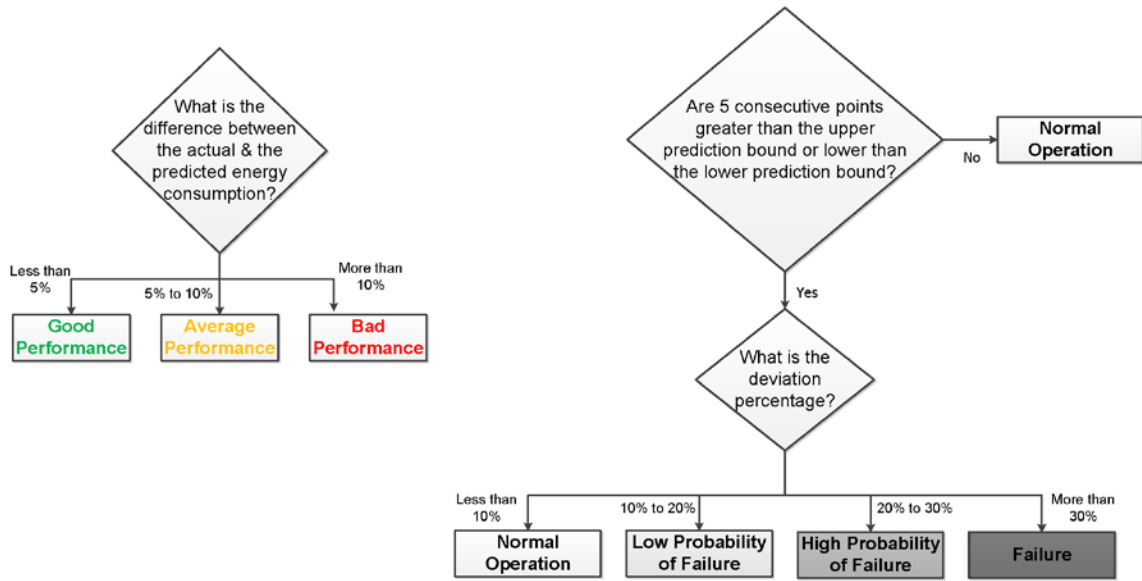 What is the
difference between
the actual & the
predicted energy
consumption?
Less than
5%
5% to 10%
More than
10%
Good
Performance
Average
Performance
Bad
Performance
Are 5 consecutive points
greater than the upper
prediction bound or lower than
the lower prediction bound?
No
Normal
Operation
Yes
What is the
deviation
percentage?
Less than
10%
10% to 20%
20% to 30%
More than
30%
Normal
Operation
Low Probability
of Failure
High Probability
of Failure
Failure